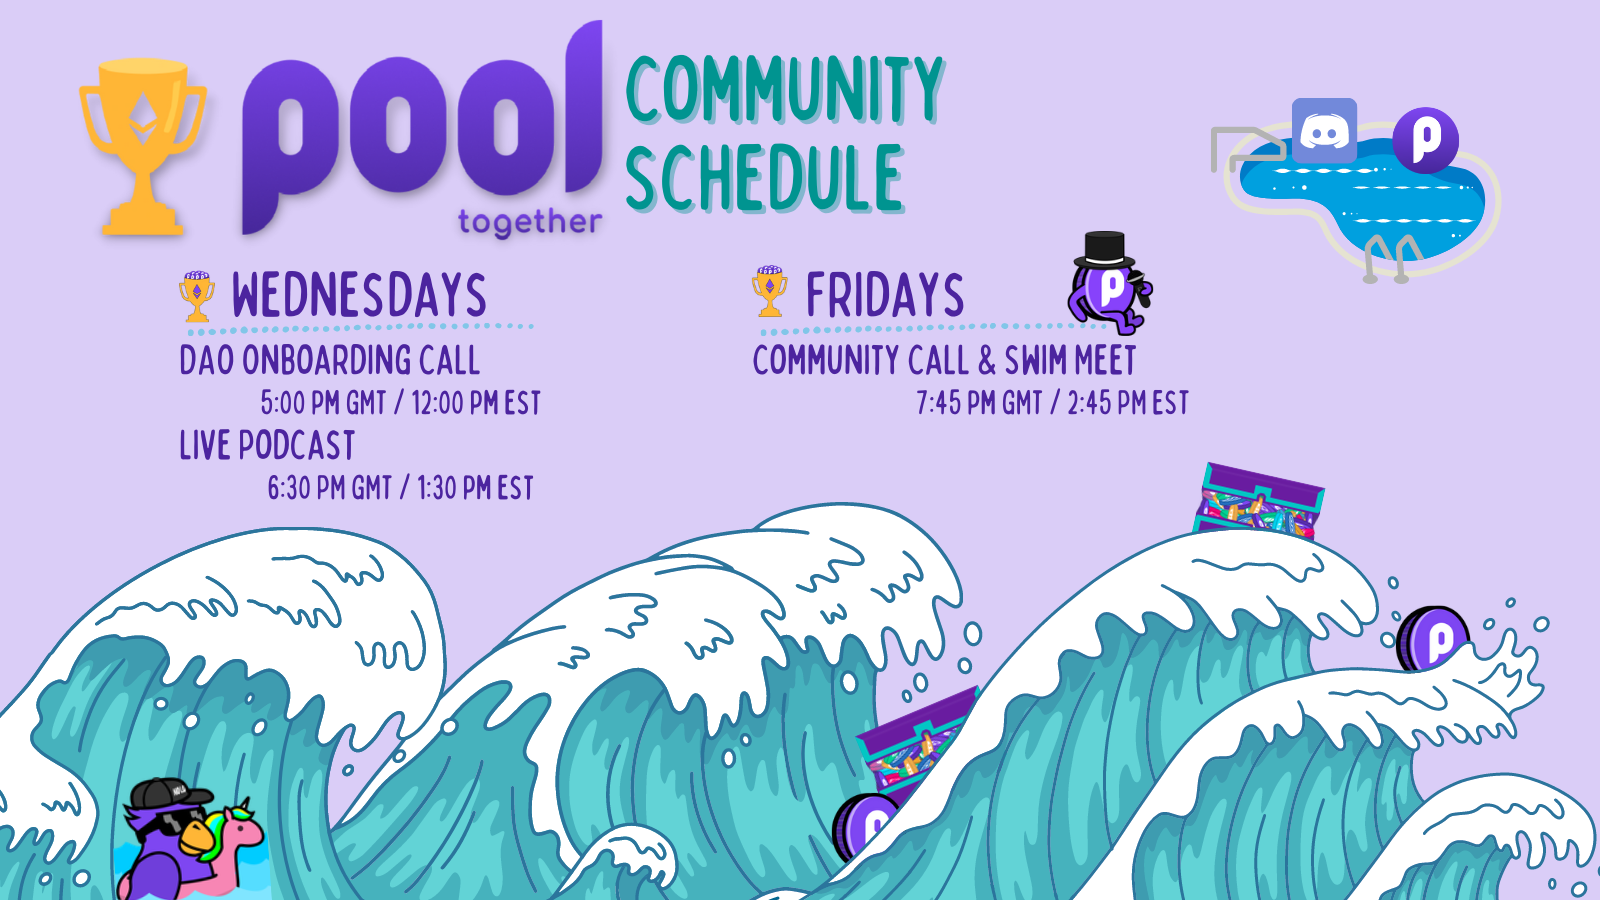 pool
together
COMMUNITY
SCHEDULE
WEDNESDAYS
DAO ONBOARDING CALL
5:00 PM GMT / 12:00 PM EST
LIVE PODCAST
6:30 PM GMT / 1:30 PM EST
FRIDAYS
COMMUNITY CALL & SWIM MEET
7:45 PM GMT / 2:45 PM EST
p
p
p
p